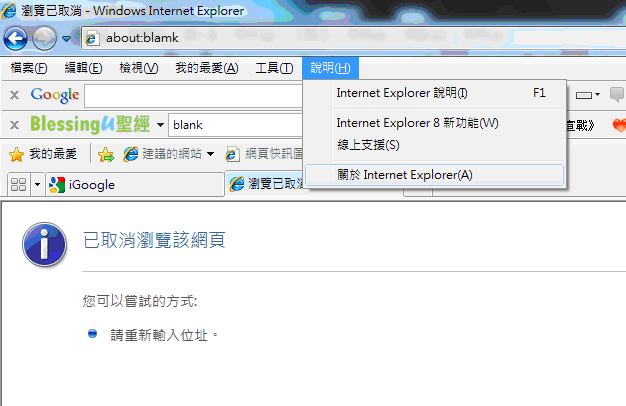 瀏覽已取消 - Windows Internet Explorer
about:blamk
檔案(F) 編輯(E) 檢視(V) 我的最愛(A) 工具(T) 說明(H)
Internet Explorer 說明(I) F1
Internet Explorer 8 新功能(W)
線上支援(S)
關於 Internet Explorer(A)
Google
BlessingU聖經 blank
直戰》
我的最愛 建議的網站 網頁快訊圖
iGoogle 瀏覽已取
已取消瀏覽該網頁
您可以嘗試的方式:
請重新輸入位址。